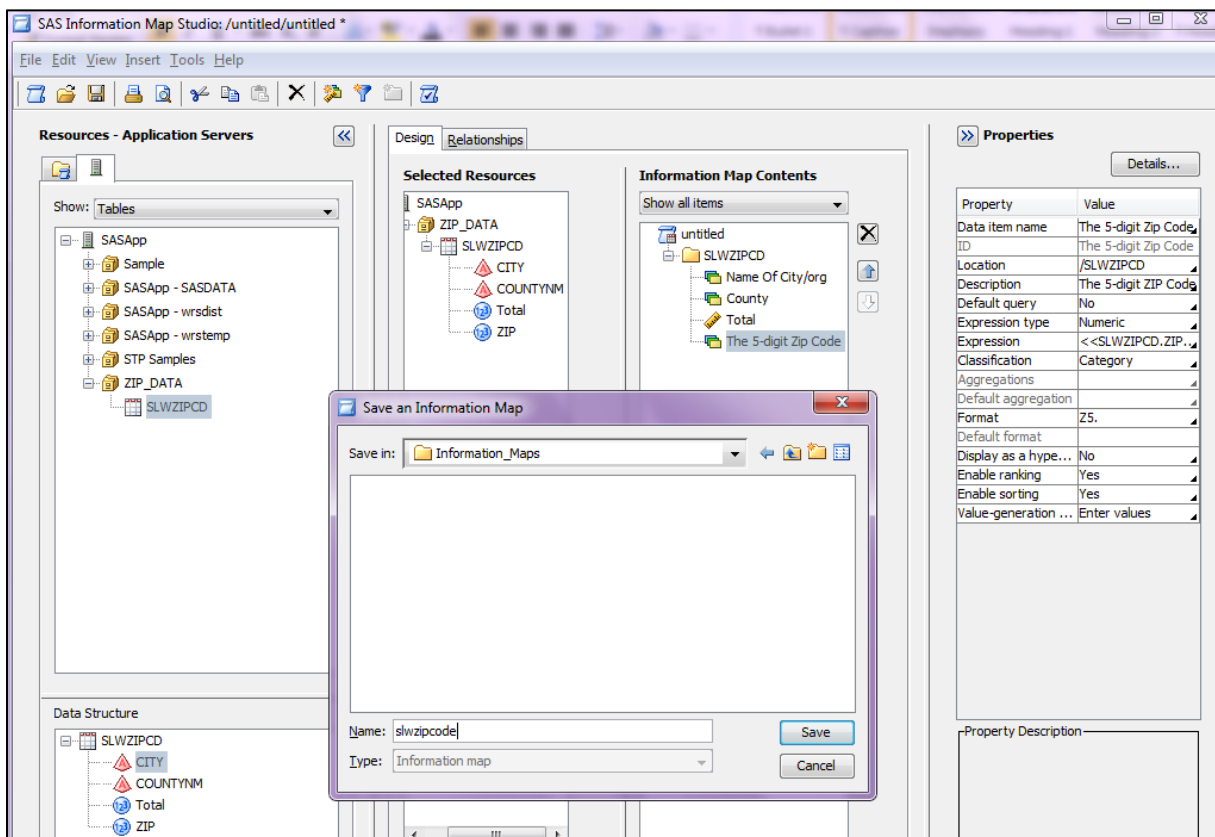 SAS Information Map Studio: /untitled/untitled *
File Edit View Insert Tools Help
Resources - Application Servers
Show: Tables
SASApp
Sample
SASApp - SASDATA
SASApp - wrsdist
SASApp - wrstemp
STP Samples
ZIP_DATA
SLWZIPCD
Data Structure
SLWZIPCD
CITY
COUNTYNM
Total
ZIP
Design Relationships
Selected Resources
SASApp
ZIP_DATA
SLWZIPCD
CITY
COUNTYNM
Total
ZIP
Information Map Contents
Show all items
untitled
SLWZIPCD
Name Of City/org
County
Total
The 5-digit Zip Code
Save an Information Map
Save in: Information_Maps
Name: slwzipcode
Save
Type: Information map
Cancel
Properties
Details...
Property Value
Data item name The 5-digit Zip Code
ID The 5-digit Zip Code
Location /SLWZIPCD
Description The 5-digit ZIP Code
Default query No
Expression type Numeric
Expression <<SLWZIPCD.ZIP...
Classification Category
Aggregations
Default aggregation
Format Z5.
Default format
Display as a hype... No
Enable ranking Yes
Enable sorting Yes
Value-generation ... Enter values
Property Description